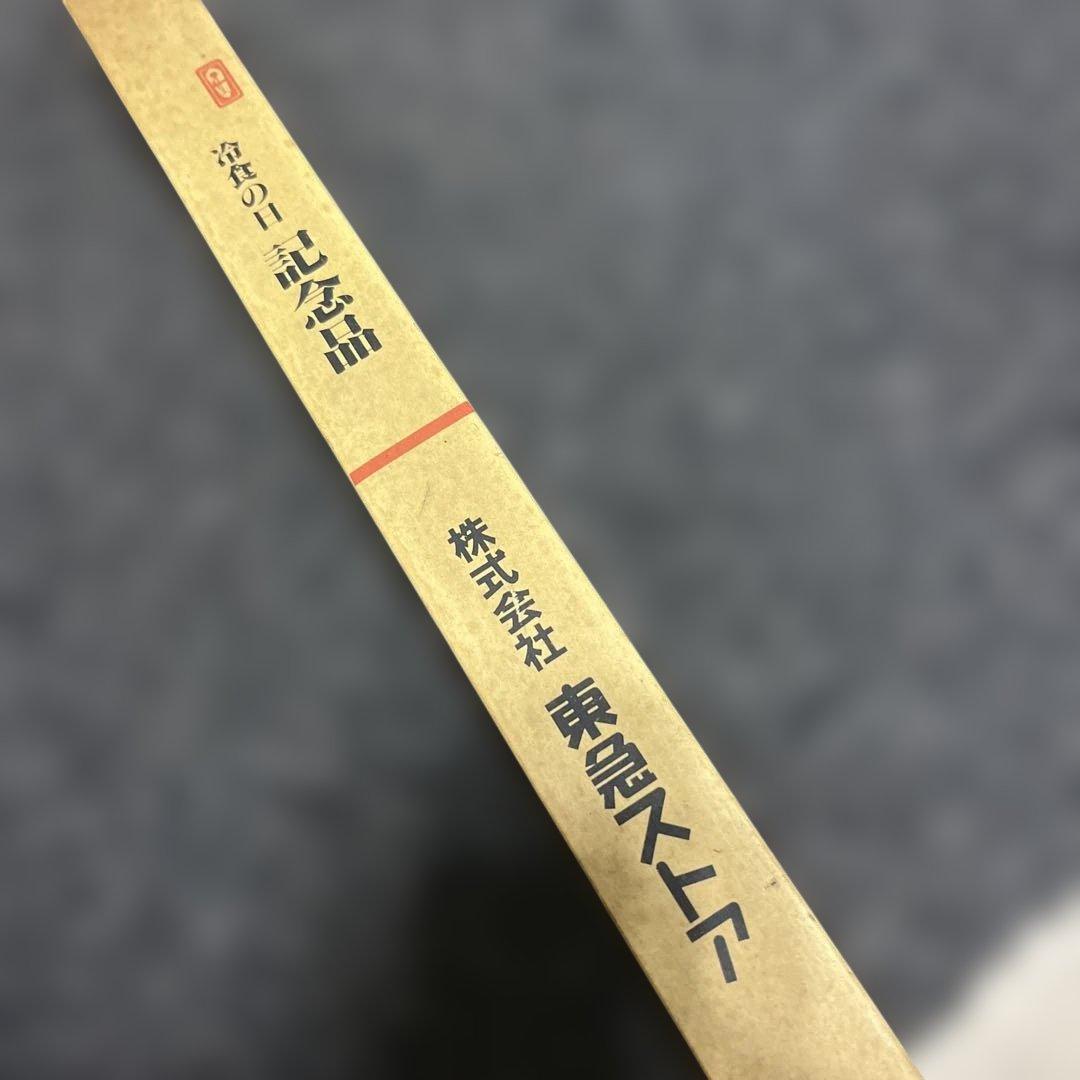 冷食の日
記念品
株式会社
東急ストア